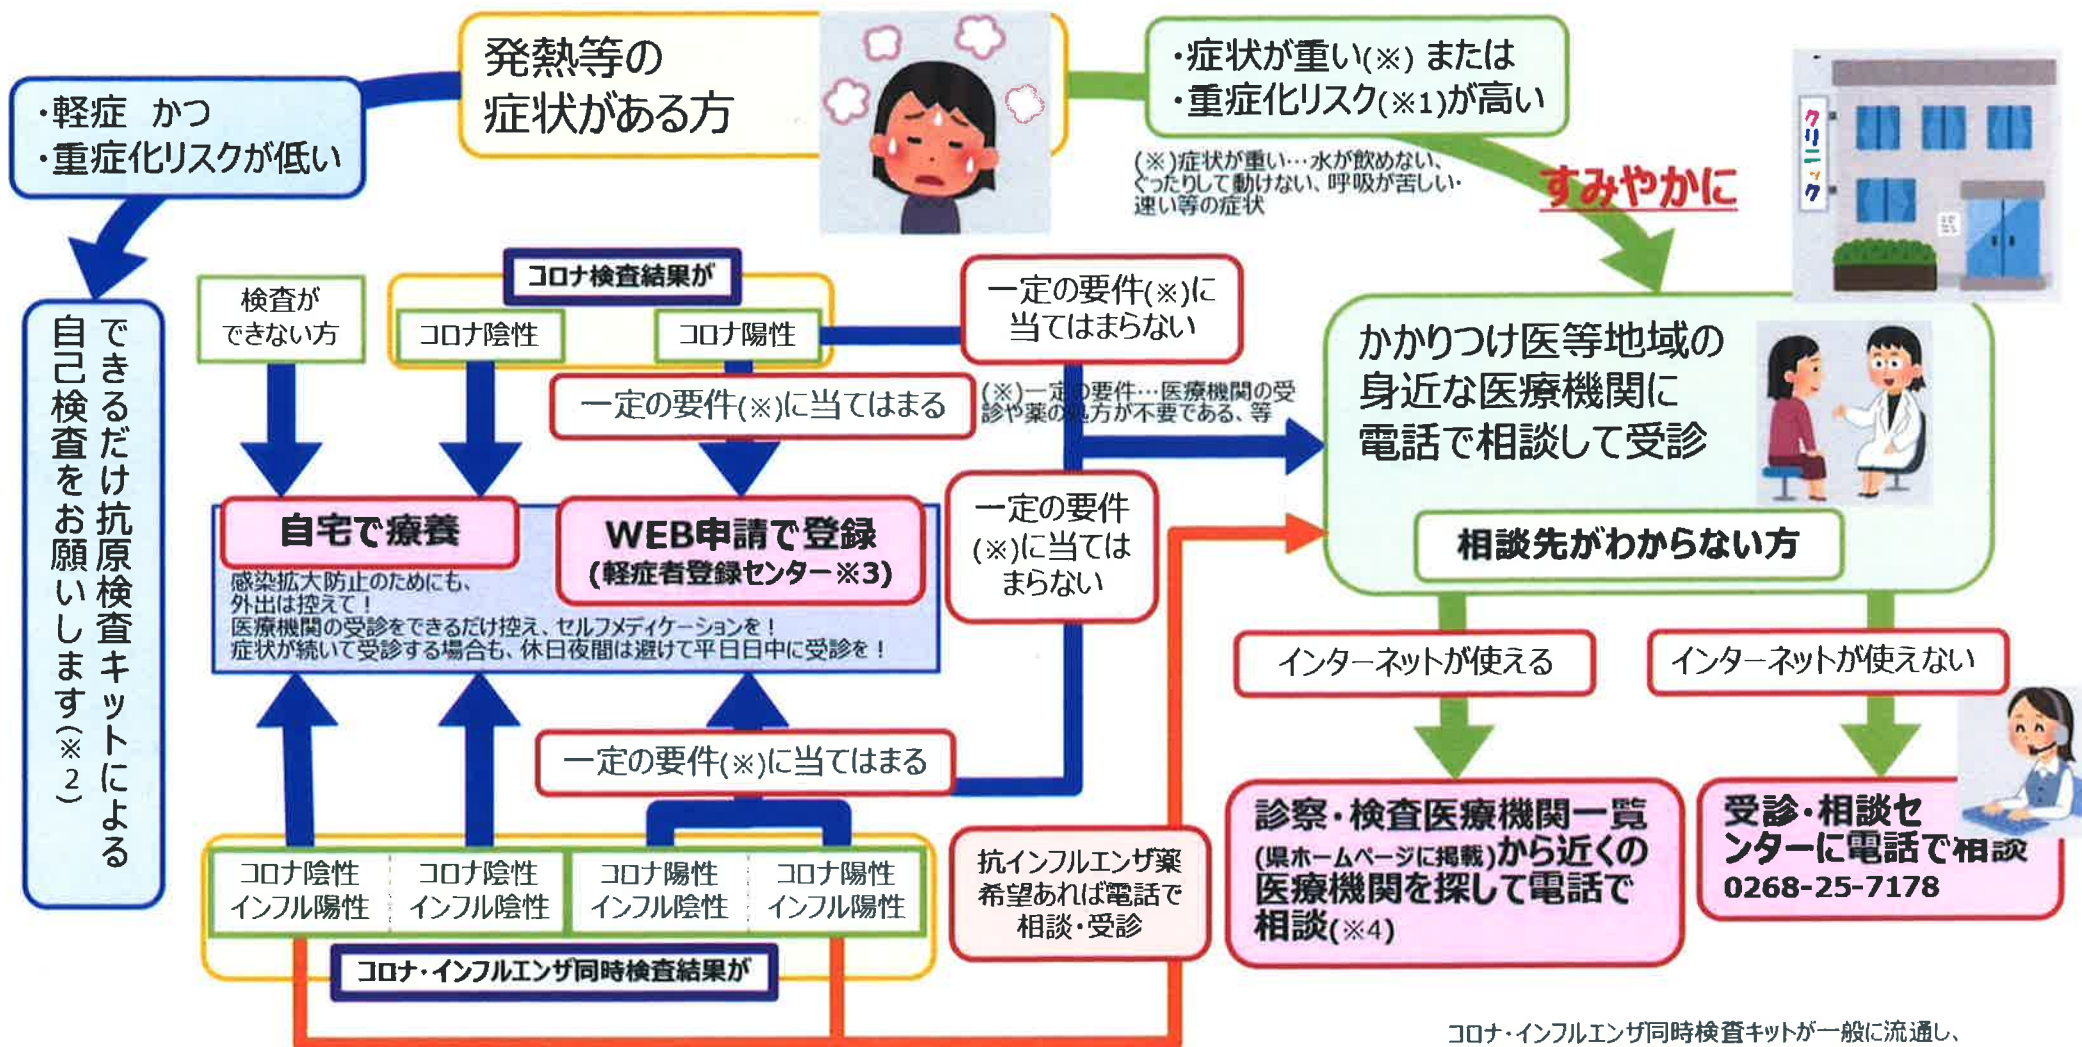 発熱等の
症状がある方
・軽症 かつ
・重症化リスクが低い
・症状が重い(※) または
・重症化リスク(※1)が高い
(※)症状が重い…水が飲めない、
ぐったりして動けない、呼吸が苦しい・
速い等の症状
すみやかに
クリニック
できるだけ抗原検査キットによる
自己検査をお願いします(※2)
検査が
できない方
コロナ検査結果が
コロナ陰性
コロナ陽性
一定の要件(※)に
当てはまらない
一定の要件(※)に当てはまる
(※)一定の要件…医療機関の受
診や薬の処方が不要である、等
かかりつけ医等地域の
身近な医療機関に
電話で相談して受診
相談先がわからない方
自宅で療養
WEB申請で登録
(軽症者登録センター※3)
感染拡大防止のためにも、
外出は控えて！
医療機関の受診をできるだけ控え、セルフメディケーションを！
症状が続いて受診する場合も、休日夜間は避けて平日日中に受診を！
一定の要件
(※)に当ては
まらない
インターネットが使える
インターネットが使えない
一定の要件(※)に当てはまる
コロナ陰性
インフル陽性
コロナ陰性
インフル陰性
コロナ陽性
インフル陰性
コロナ陽性
インフル陽性
コロナ・インフルエンザ同時検査結果が
抗インフルエンザ薬
希望あれば電話で
相談・受診
診察・検査医療機関一覧
(県ホームページに掲載)から近くの
医療機関を探して電話で
相談(※4)
受診・相談セ
ンターに電話で相談
0268-25-7178
コロナ・インフルエンザ同時検査キットが一般に流通し、